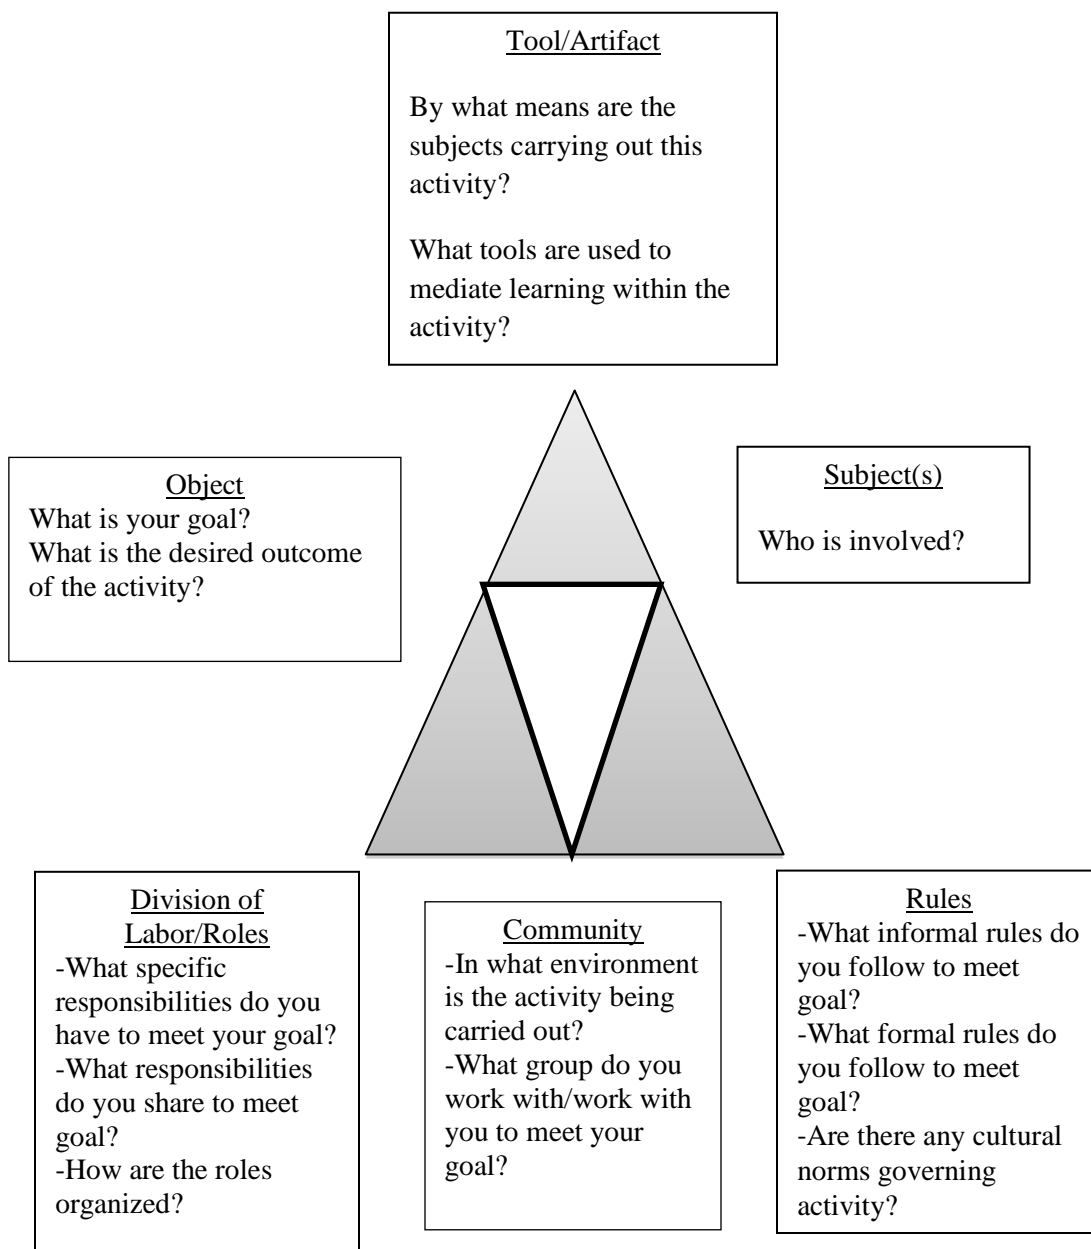 Tool/Artifact
By what means are the
subjects carrying out this
activity?
What tools are used to
mediate learning within the
activity?
Object
What is your goal?
What is the desired outcome
of the activity?
Subject(s)
Who is involved?
Division of
Labor/Roles
-What specific
responsibilities do you
have to meet your goal?
-What responsibilities
do you share to meet
goal?
-How are the roles
organized?
Community
-In what environment
is the activity being
carried out?
-What group do you
work with/work with
you to meet your
goal?
Rules
-What informal rules do
you follow to meet
goal?
-What formal rules do
you follow to meet
goal?
-Are there any cultural
norms governing
activity?